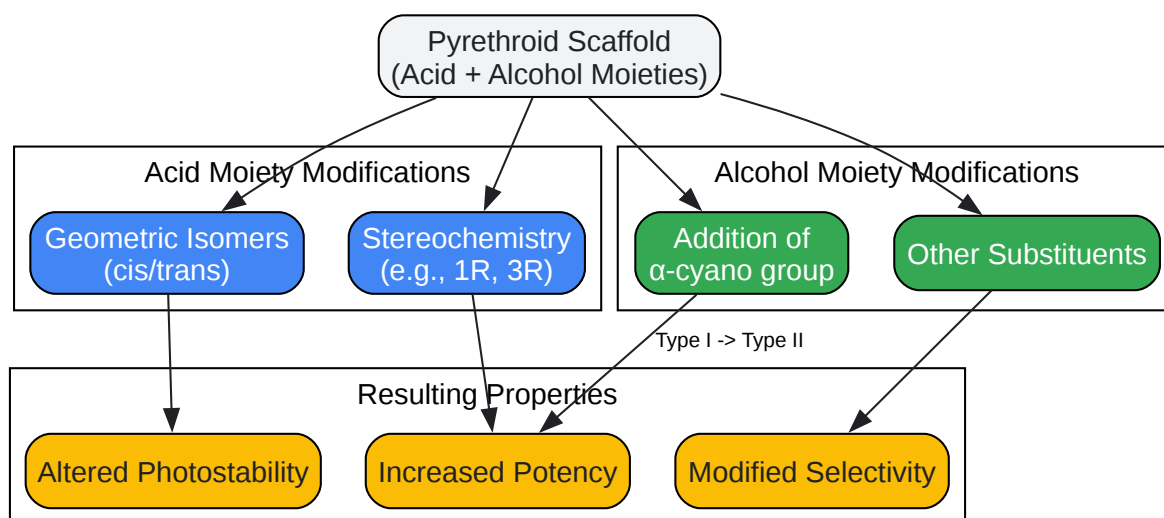 Pyrethroid Scaffold
(Acid + Alcohol Moieties)
Acid Moiety Modifications
Alcohol Moiety Modifications
Geometric Isomers
(cis/trans)
Stereochemistry
(e.g., 1R, 3R)
Addition of
α-cyano group
Other Substituents
Type I -> Type II
Resulting Properties
Altered Photostability
Increased Potency
Modified Selectivity